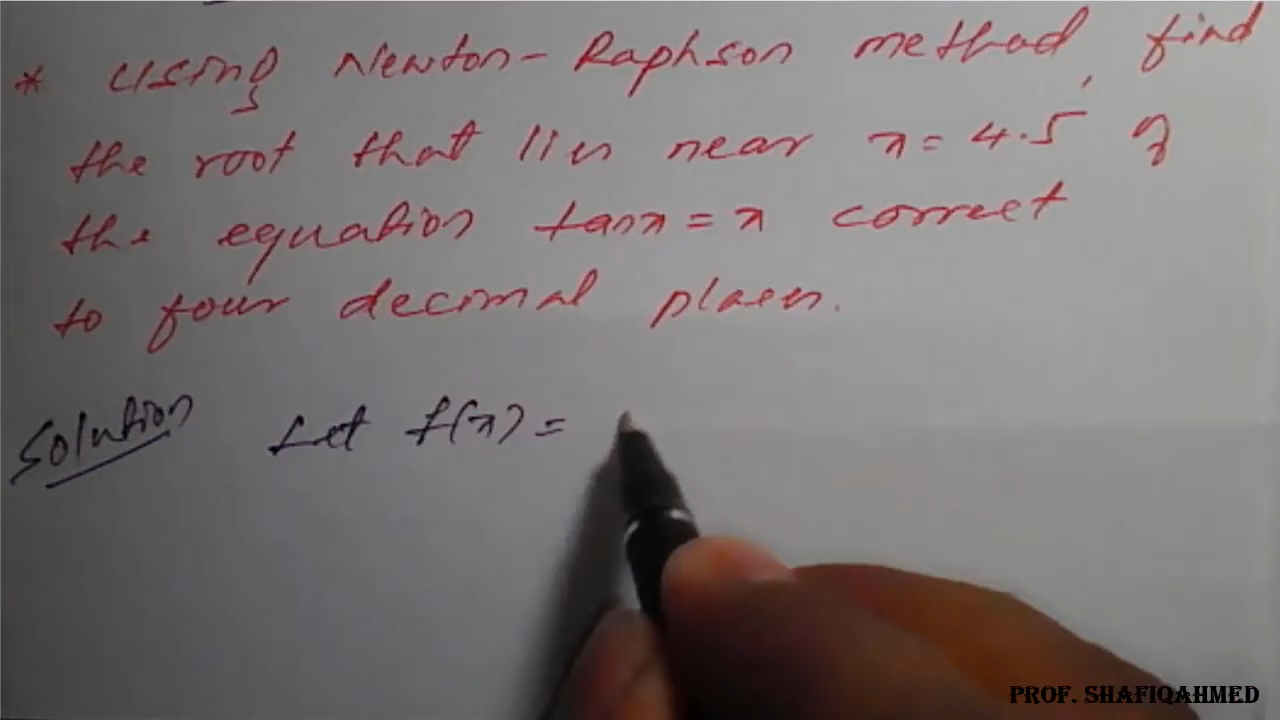 * Using Newton-Raphson method, find
the root that lies near x = 4.5 of
the equation tanx = x correct
to four decimal places.
Solution Let f(x) =
PROF. SHAFIQAHMED